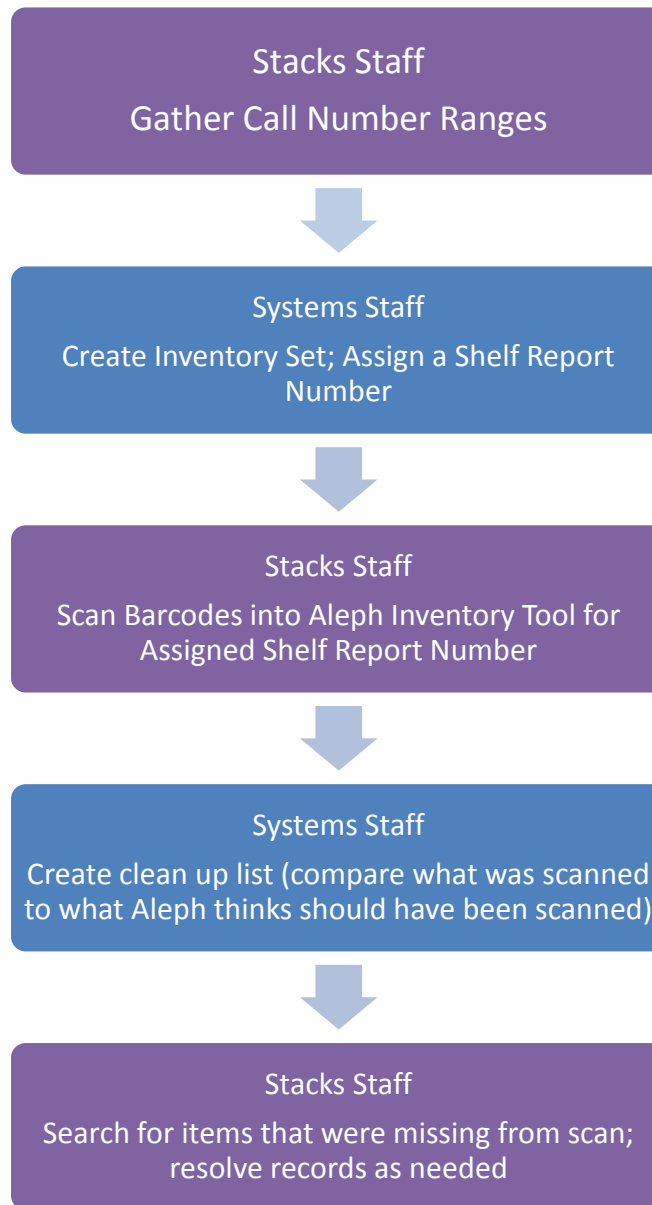 Stacks Staff
Gather Call Number Ranges
Systems Staff
Create Inventory Set; Assign a Shelf Report
Number
Stacks Staff
Scan Barcodes into Aleph Inventory Tool for
Assigned Shelf Report Number
Systems Staff
Create clean up list (compare what was scanned
to what Aleph thinks should have been scanned)
Stacks Staff
Search for items that were missing from scan;
resolve records as needed